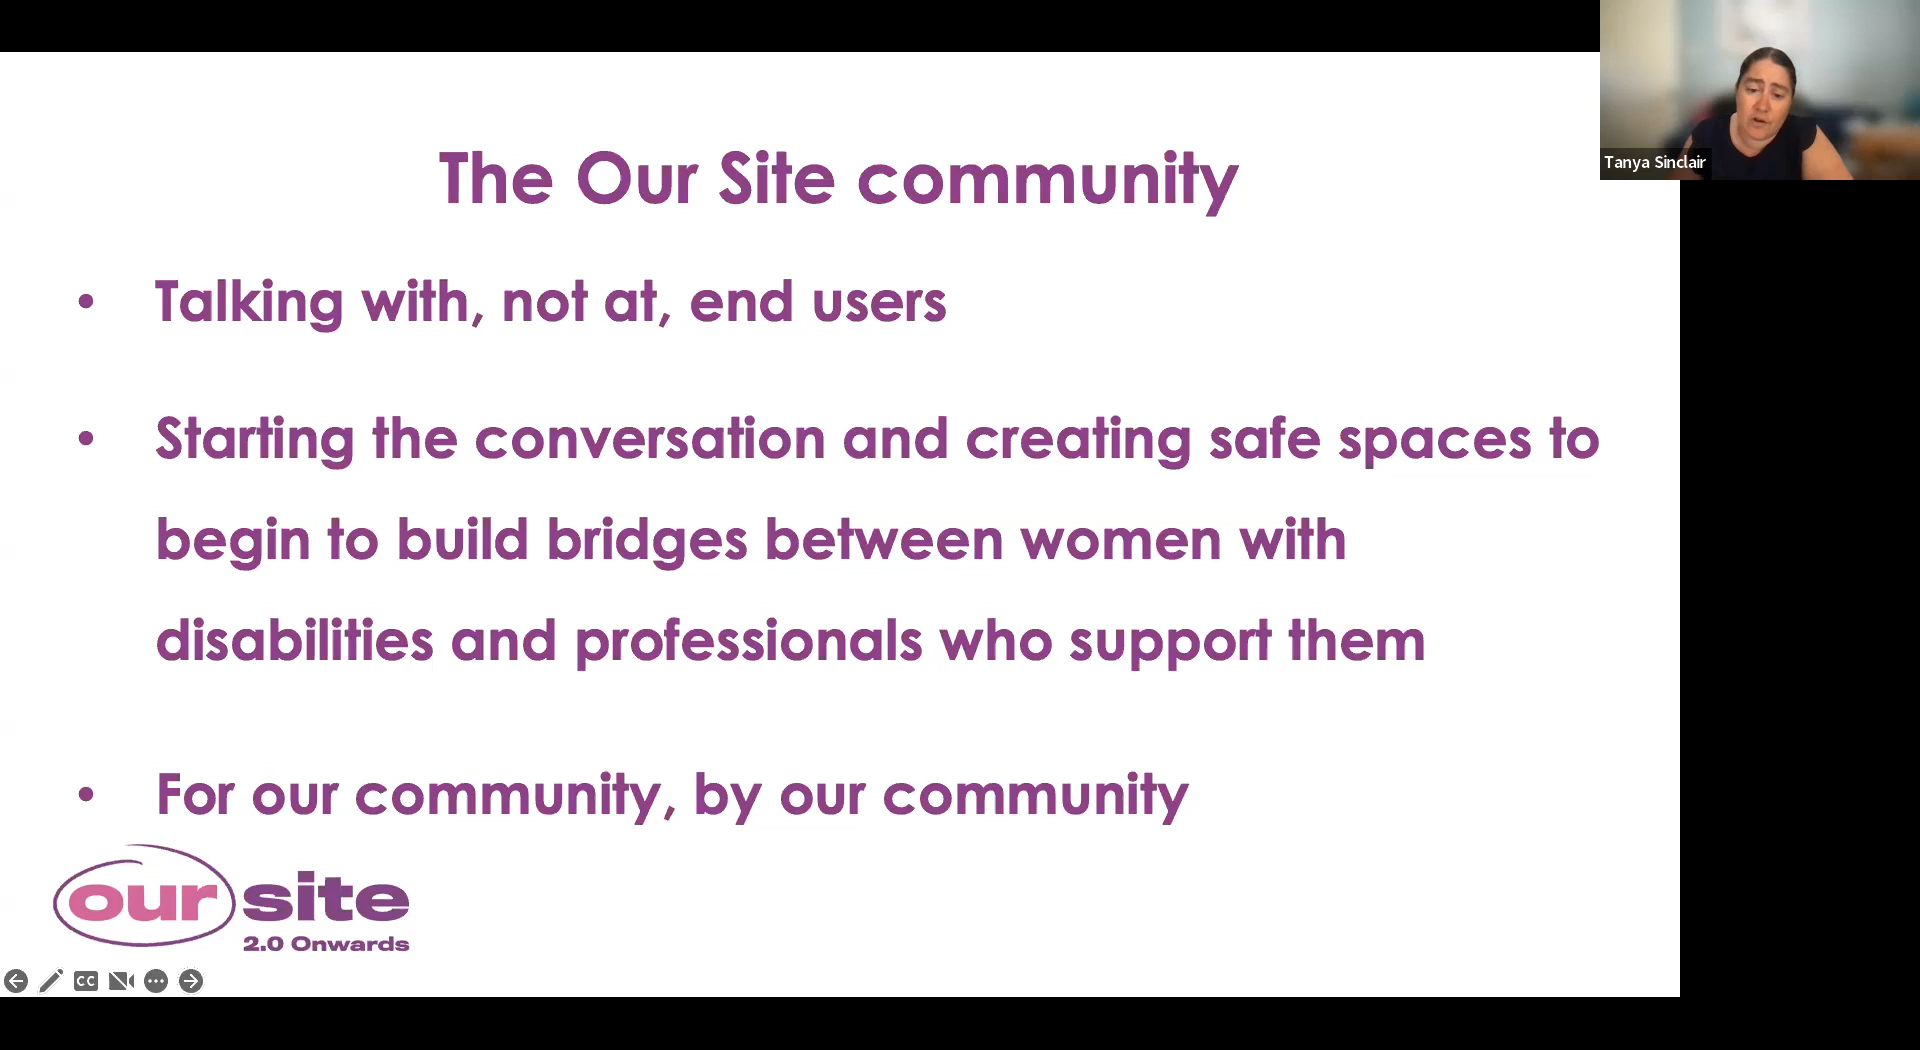 The Our Site community
Tanya Sinclair
• Talking with, not at, end users
• Starting the conversation and creating safe spaces to
begin to build bridges between women with
disabilities and professionals who support them
• For our community, by our community
our site
2.0 Onwards
CC